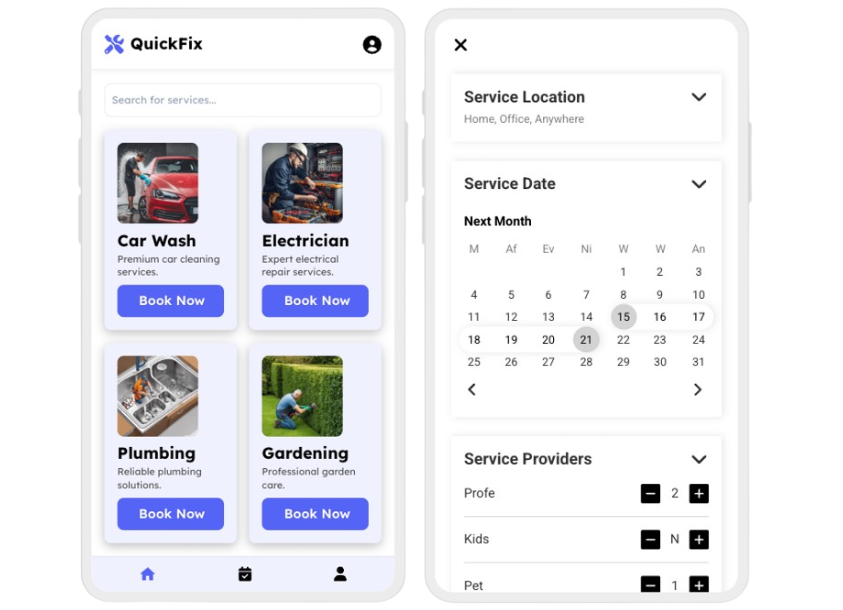 QuickFix
Search for services...
Car Wash
Premium car cleaning
services.
Book Now
Electrician
Expert electrical
repair services.
Book Now
Plumbing
Reliable plumbing
solutions.
Book Now
Gardening
Professional garden
care.
Book Now
Service Location
Home, Office, Anywhere
Service Date
Next Month
M Af Ev Ni W W An
1 2 3
4 5 6 7 8 9 10
11 12 13 14 15 16 17
18 19 20 21 22 23 24
25 26 27 28 29 30 31
Service Providers
Profe 2
Kids N
Pet 1